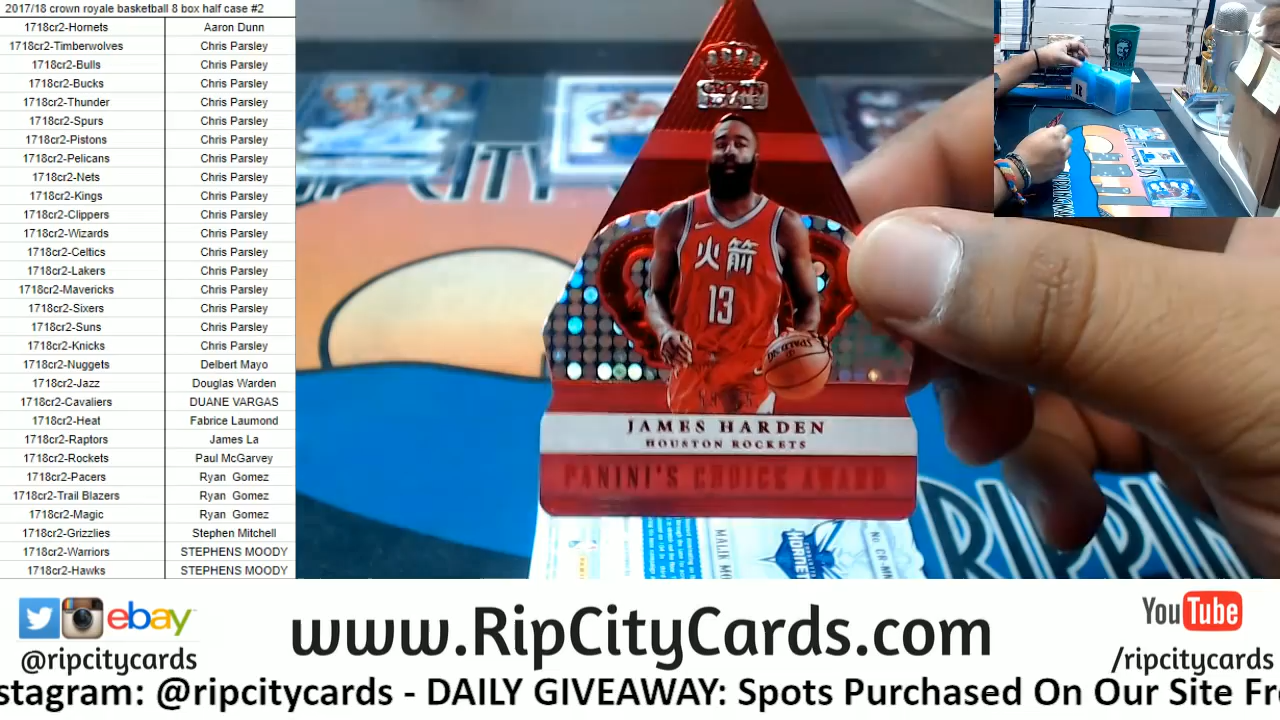 2017/18 crown royale basketball 8 box half case #2
1718cr2-Hornets Aaron Dunn
1718cr2-Timberwolves Chris Parsley
1718cr2-Bulls Chris Parsley
1718cr2-Bucks Chris Parsley
1718cr2-Thunder Chris Parsley
1718cr2-Spurs Chris Parsley
1718cr2-Pistons Chris Parsley
1718cr2-Pelicans Chris Parsley
1718cr2-Nets Chris Parsley
1718cr2-Kings Chris Parsley
1718cr2-Clippers Chris Parsley
1718cr2-Wizards Chris Parsley
1718cr2-Celtics Chris Parsley
1718cr2-Lakers Chris Parsley
1718cr2-Mavericks Chris Parsley
1718cr2-Sixers Chris Parsley
1718cr2-Suns Chris Parsley
1718cr2-Knicks Chris Parsley
1718cr2-Nuggets Delbert Mayo
1718cr2-Jazz Douglas Warden
1718cr2-Cavaliers DUANE VARGAS
1718cr2-Heat Fabrice Laumond
1718cr2-Raptors James La
1718cr2-Rockets Paul McGarvey
1718cr2-Pacers Ryan Gomez
1718cr2-Trail Blazers Ryan Gomez
1718cr2-Magic Ryan Gomez
1718cr2-Grizzlies Stephen Mitchell
1718cr2-Warriors STEPHENS MOODY
1718cr2-Hawks STEPHENS MOODY
CROWN
ROYALE
火箭
13
SPALDING
JAMES HARDEN
HOUSTON ROCKETS
PANINI'S CHOICE AWARD
CITY
RIPPIN
HORNETS
ebay
@ripcitycards
www.RipCityCards.com
YouTube
/ripcitycards
stagram: @ripcitycards - DAILY GIVEAWAY: Spots Purchased On Our Site Fr